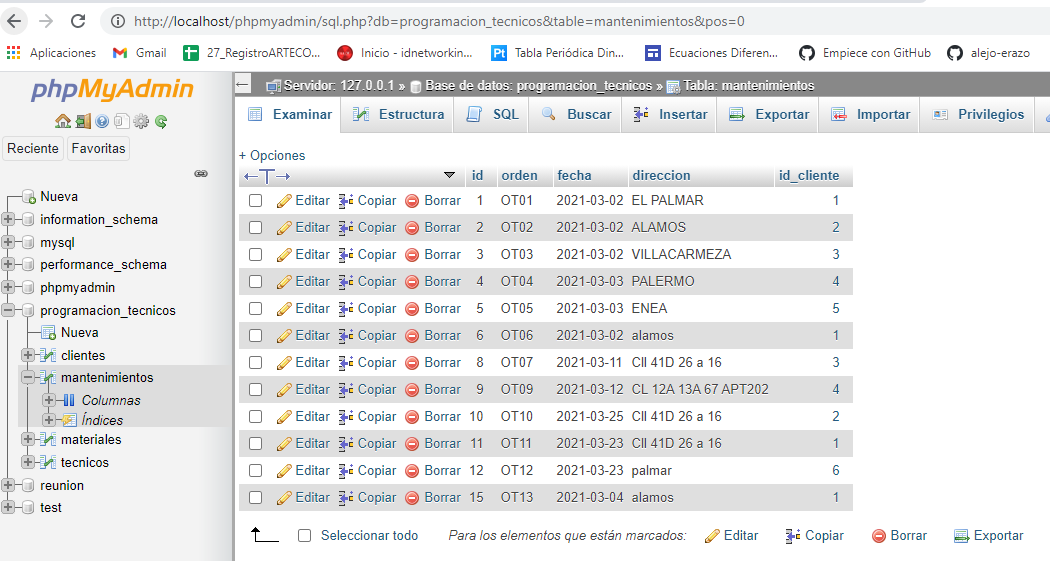 http://localhost/phpmyadmin/sql.php?db=programacion_tecnicos&table=mantenimientos&pos=0
Aplicaciones Gmail 27_RegistroARTECO... Inicio - idnetworkin... Pt Tabla Periódica Din... Ecuaciones Diferen... Empiece con GitHub alejo-erazo
phpMyAdmin
Reciente Favoritas
Nueva
information_schema
mysql
performance_schema
phpmyadmin
programacion_tecnicos
Nueva
clientes
mantenimientos
Columnas
Índices
materiales
tecnicos
reunion
test
Servidor: 127.0.0.1 » Base de datos: programacion_tecnicos » Tabla: mantenimientos
Examinar Estructura SQL Buscar Insertar Exportar Importar Privilegios
+ Opciones
←T→ ▼ id orden fecha direccion id_cliente
Editar Copiar Borrar 1 OT01 2021-03-02 EL PALMAR 1
Editar Copiar Borrar 2 OT02 2021-03-02 ALAMOS 2
Editar Copiar Borrar 3 OT03 2021-03-02 VILLACARMEZA 3
Editar Copiar Borrar 4 OT04 2021-03-03 PALERMO 4
Editar Copiar Borrar 5 OT05 2021-03-03 ENEA 5
Editar Copiar Borrar 6 OT06 2021-03-02 alamos 1
Editar Copiar Borrar 8 OT07 2021-03-11 Cll 41D 26 a 16 3
Editar Copiar Borrar 9 OT09 2021-03-12 CL 12A 13A 67 APT202 4
Editar Copiar Borrar 10 OT10 2021-03-25 Cll 41D 26 a 16 2
Editar Copiar Borrar 11 OT11 2021-03-23 Cll 41D 26 a 16 1
Editar Copiar Borrar 12 OT12 2021-03-23 palmar 6
Editar Copiar Borrar 15 OT13 2021-03-04 alamos 1
Seleccionar todo Para los elementos que están marcados: Editar Copiar Borrar Exportar